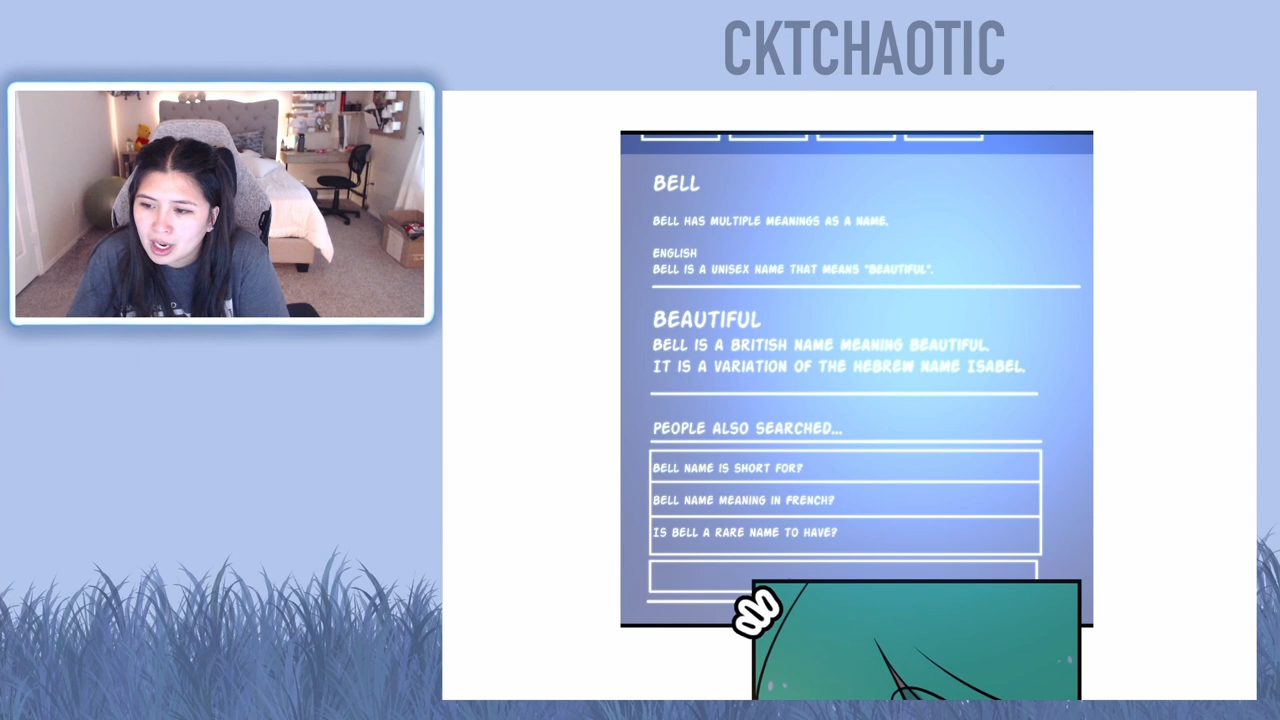 CKTCHAOTIC
BELL
BELL HAS MULTIPLE MEANINGS AS A NAME.
ENGLISH
BELL IS A UNISEX NAME THAT MEANS "BEAUTIFUL".
BEAUTIFUL
BELL IS A BRITISH NAME MEANING BEAUTIFUL.
IT IS A VARIATION OF THE HEBREW NAME ISABEL.
PEOPLE ALSO SEARCHED...
BELL NAME IS SHORT FOR?
BELL NAME MEANING IN FRENCH?
IS BELL A RARE NAME TO HAVE?